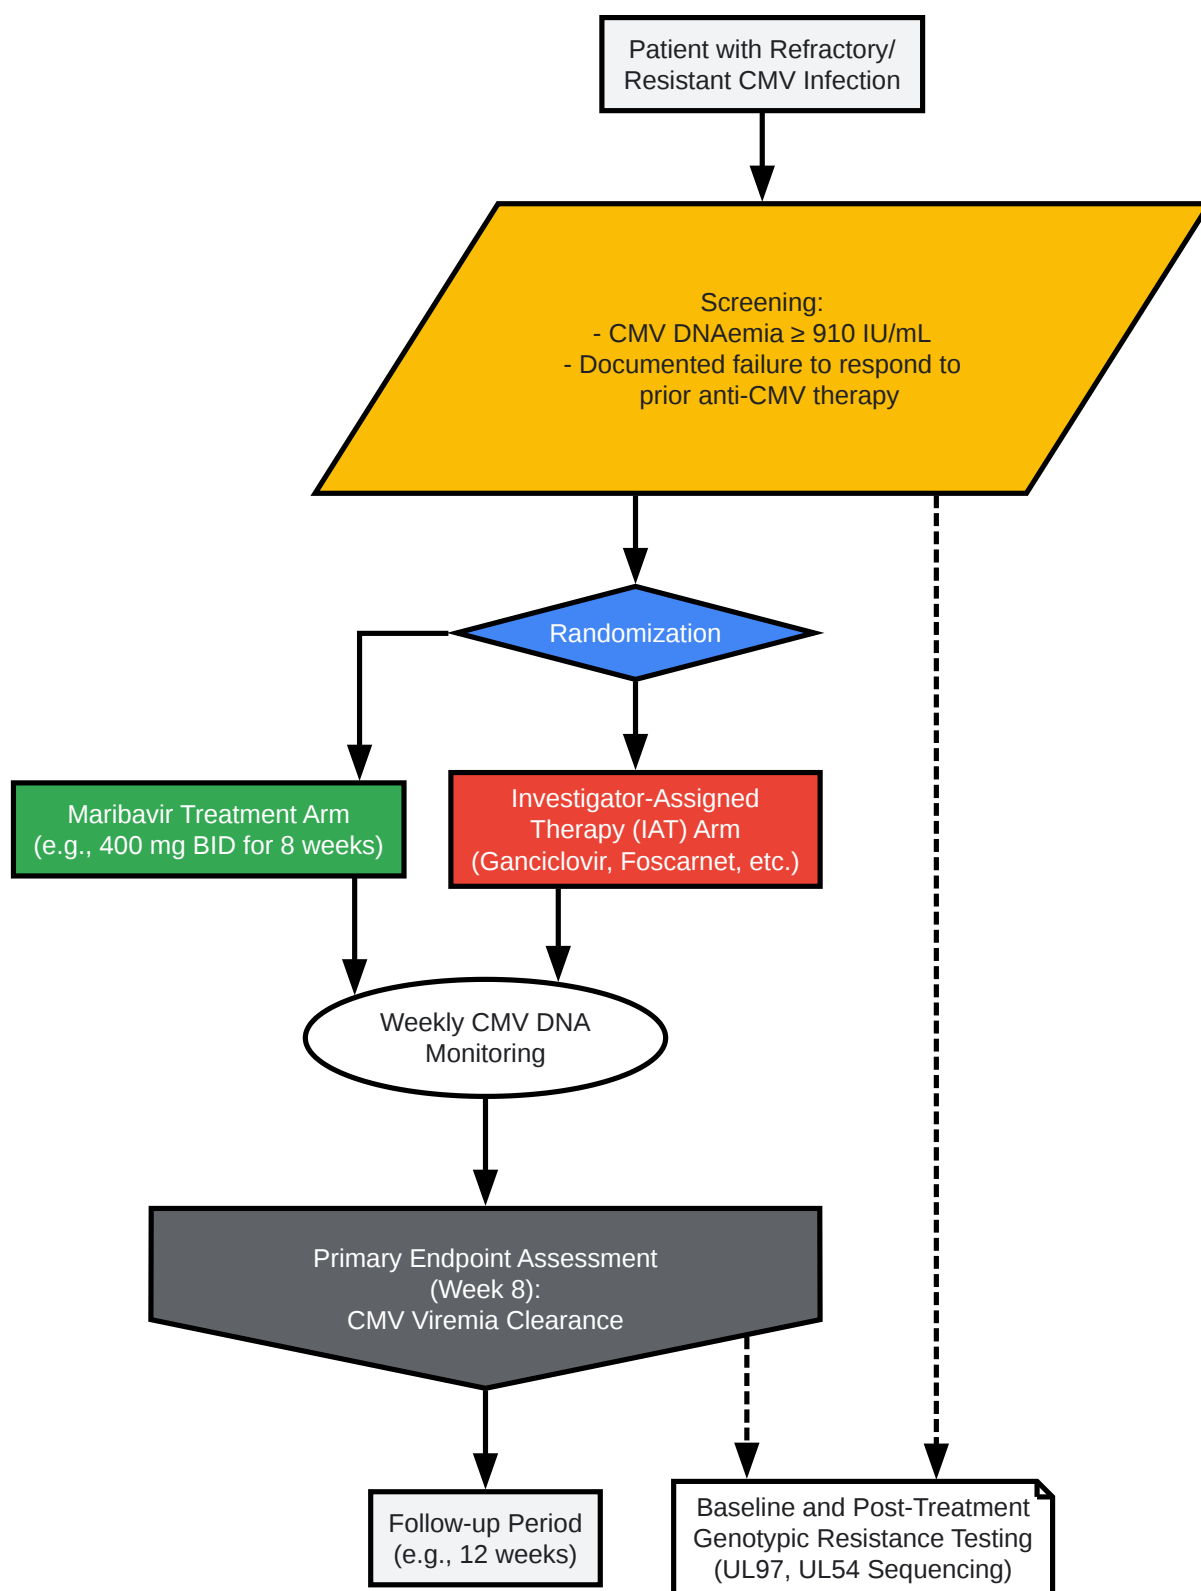 Patient with Refractory/
Resistant CMV Infection
Screening:
- CMV DNAemia ≥ 910 IU/mL
- Documented failure to respond to
prior anti-CMV therapy
Randomization
Maribavir Treatment Arm
(e.g., 400 mg BID for 8 weeks)
Investigator-Assigned
Therapy (IAT) Arm
(Ganciclovir, Foscarnet, etc.)
Weekly CMV DNA
Monitoring
Primary Endpoint Assessment
(Week 8):
CMV Viremia Clearance
Follow-up Period
(e.g., 12 weeks)
Baseline and Post-Treatment
Genotypic Resistance Testing
(UL97, UL54 Sequencing)